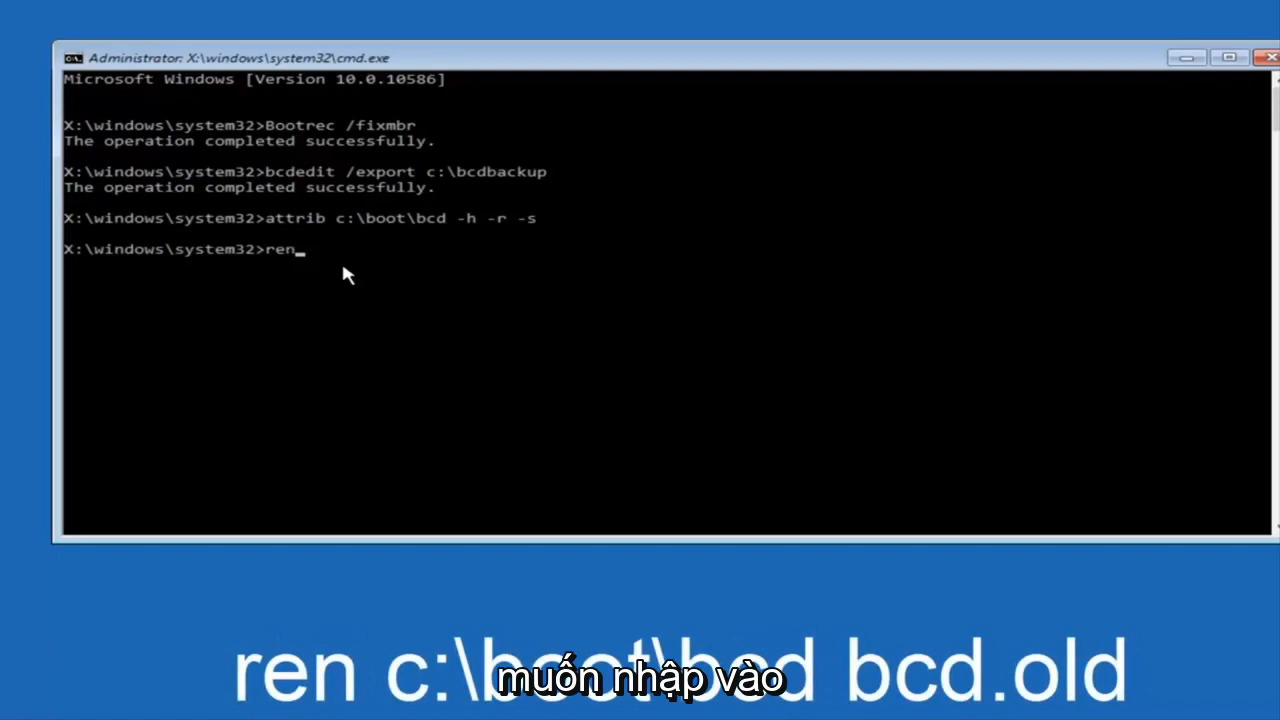 Administrator: X:\windows\system32\cmd.exe
Microsoft Windows [Version 10.0.10586]
X:\windows\system32>Bootrec /fixmbr
The operation completed successfully.
X:\windows\system32>bcdedit /export c:\bcdbackup
The operation completed successfully.
X:\windows\system32>attrib c:\boot\bcd -h -r -s
X:\windows\system32>ren_
ren c:\boot\bcd bcd.old
muốn nhập vào